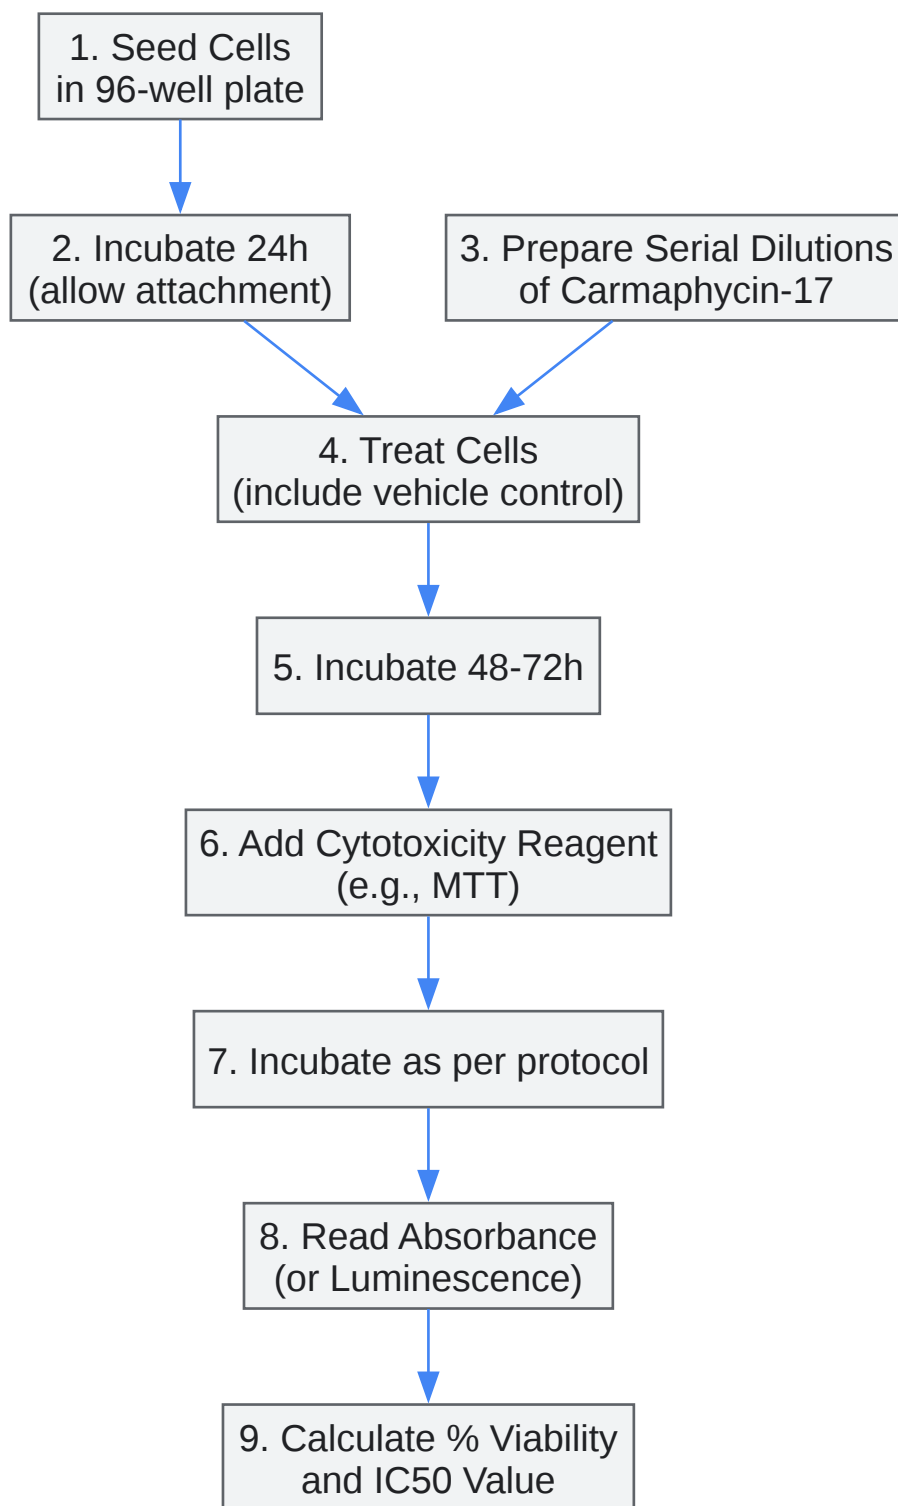 1. Seed Cells
in 96-well plate
2. Incubate 24h
(allow attachment)
3. Prepare Serial Dilutions
of Carmaphycin-17
4. Treat Cells
(include vehicle control)
5. Incubate 48-72h
6. Add Cytotoxicity Reagent
(e.g., MTT)
7. Incubate as per protocol
8. Read Absorbance
(or Luminescence)
9. Calculate % Viability
and IC50 Value